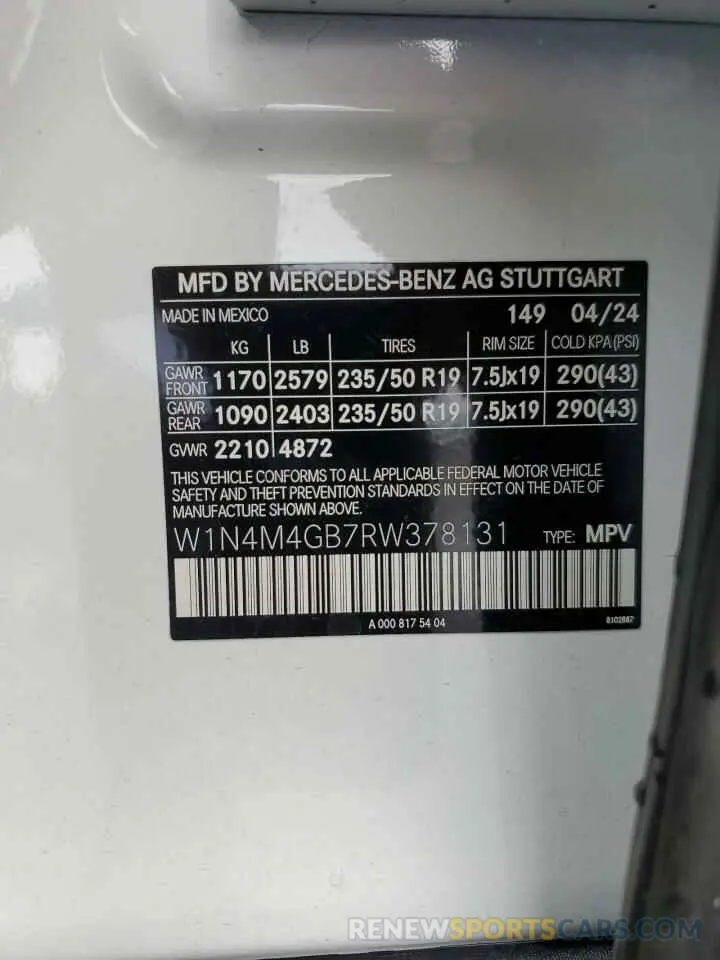 MFD BY MERCEDES-BENZ AG STUTTGART
MADE IN MEXICO 149 04/24
KG LB TIRES RIM SIZE COLD KPA(PSI)
GAWR FRONT 1170 2579 235/50 R19 7.5Jx19 290(43)
GAWR REAR 1090 2403 235/50 R19 7.5Jx19 290(43)
GVWR 2210 4872
THIS VEHICLE CONFORMS TO ALL APPLICABLE FEDERAL MOTOR VEHICLE
SAFETY AND THEFT PREVENTION STANDARDS IN EFFECT ON THE DATE OF
MANUFACTURE SHOWN ABOVE.
W1N4M4GB7RW378131 TYPE: MPV
A 000 817 54 04 8102887
RENEWSPORTSCARS.COM